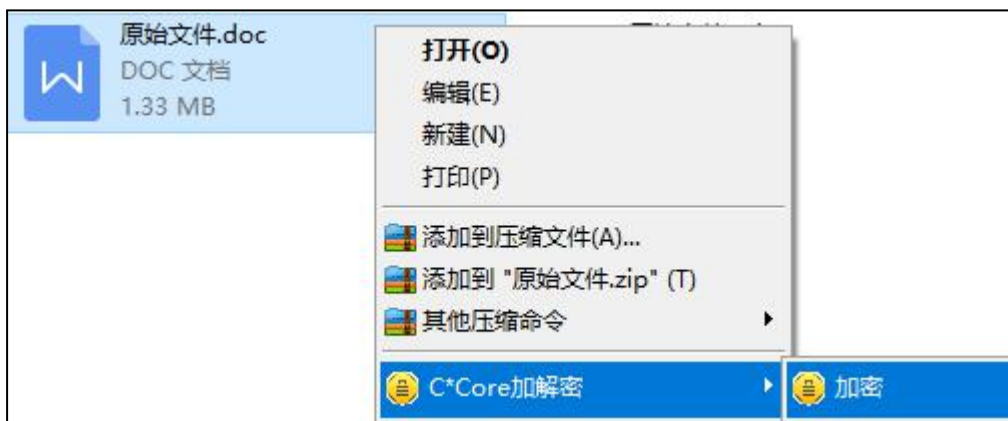 原始文件.doc
DOC 文档
1.33 MB
打开(O)
编辑(E)
新建(N)
打印(P)
添加到压缩文件(A)...
添加到 "原始文件.zip" (T)
其他压缩命令
C*Core加解密
加密